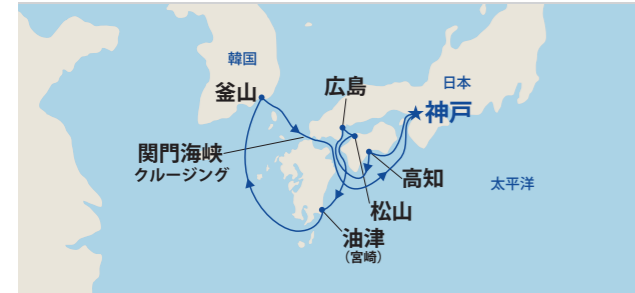 韓国
釜山
広島
日本
★神戸
関門海峡
クルージング
高知
太平洋
松山
油津
(宮崎)